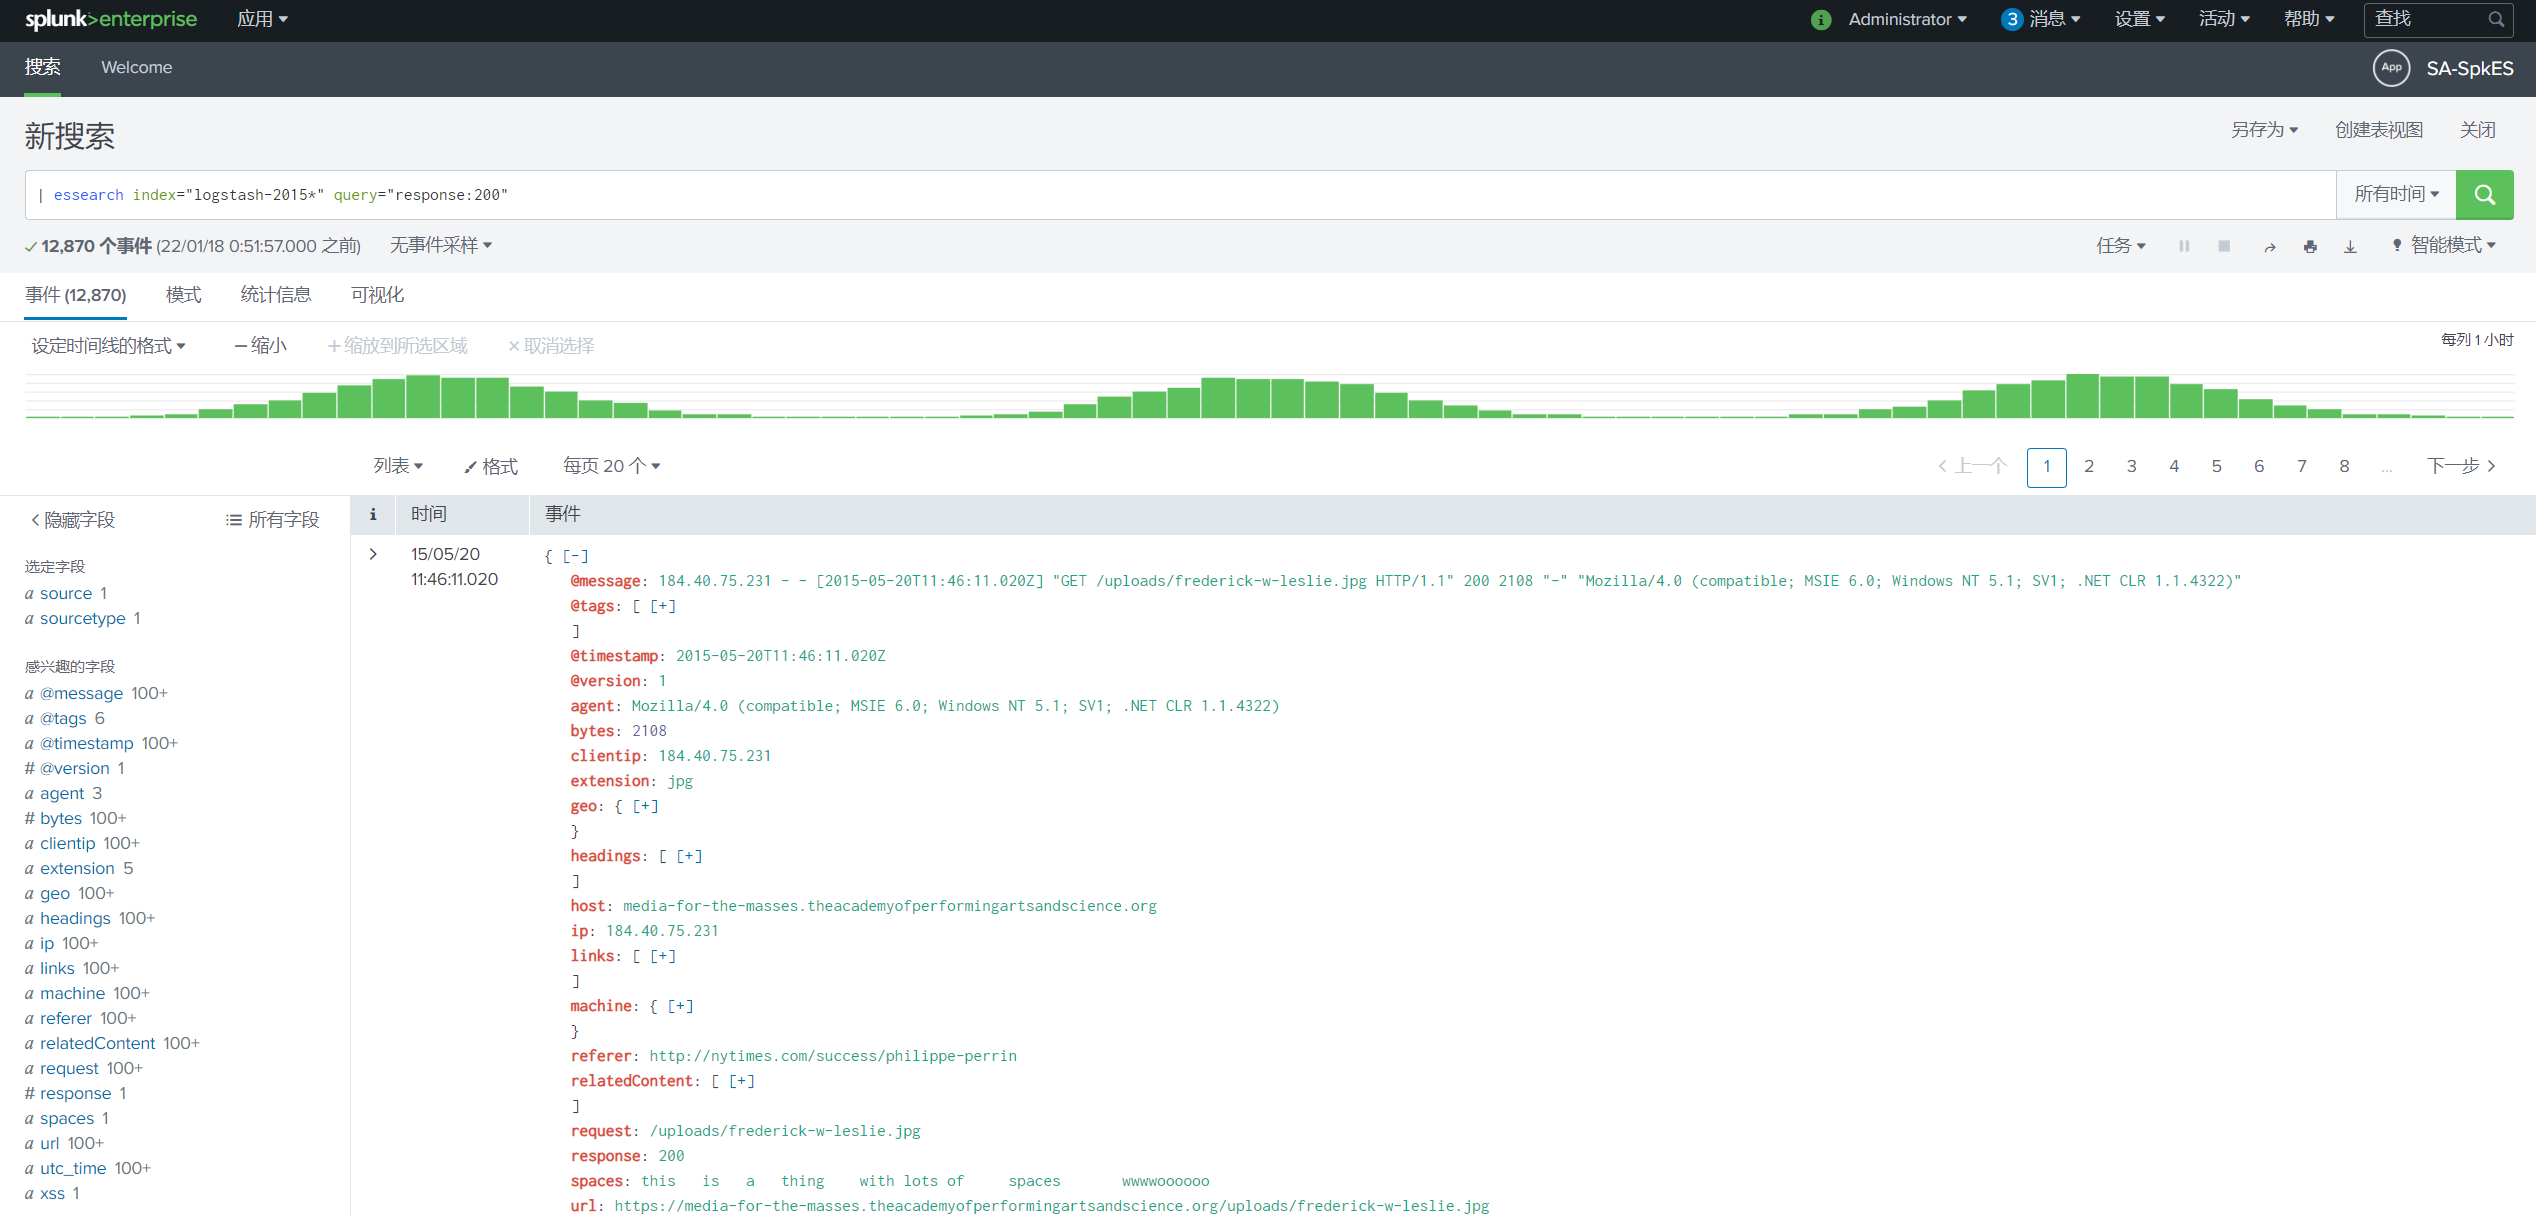 splunk>enterprise 应用 Administrator 3 消息 设置 活动 帮助 查找
搜索 Welcome App SA-SpkES
新搜索 另存为 创建表视图 关闭
| essearch index="logstash-2015*" query="response:200" 所有时间
12,870 个事件 (22/01/18 0:51:57.000 之前) 无事件采样 任务 智能模式
事件 (12,870) 模式 统计信息 可视化
设定时间线的格式 – 缩小 + 缩放到所选区域 × 取消选择 每列 1 小时
列表 格式 每页 20 个 < 上一个 1 2 3 4 5 6 7 8 ... 下一步 >
< 隐藏字段 所有字段
选定字段
a source 1
a sourcetype 1
感兴趣的字段
a @message 100+
a @tags 6
a @timestamp 100+
# @version 1
a agent 3
# bytes 100+
a clientip 100+
a extension 5
a geo 100+
a headings 100+
a ip 100+
a links 100+
a machine 100+
a referer 100+
a relatedContent 100+
a request 100+
# response 1
a spaces 1
a url 100+
a utc_time 100+
a xss 1
i 时间 事件
> 15/05/20
11:46:11.020
{ [-]
@message: 184.40.75.231 - - [2015-05-20T11:46:11.020Z] "GET /uploads/frederick-w-leslie.jpg HTTP/1.1" 200 2108 "-" "Mozilla/4.0 (compatible; MSIE 6.0; Windows NT 5.1; SV1; .NET CLR 1.1.4322)"
@tags: [ [+]
]
@timestamp: 2015-05-20T11:46:11.020Z
@version: 1
agent: Mozilla/4.0 (compatible; MSIE 6.0; Windows NT 5.1; SV1; .NET CLR 1.1.4322)
bytes: 2108
clientip: 184.40.75.231
extension: jpg
geo: { [+]
}
headings: [ [+]
]
host: media-for-the-masses.theacademyofperformingartsandscience.org
ip: 184.40.75.231
links: [ [+]
]
machine: { [+]
}
referer: http://nytimes.com/success/philippe-perrin
relatedContent: [ [+]
]
request: /uploads/frederick-w-leslie.jpg
response: 200
spaces: this   is   a   thing    with lots of     spaces       wwwwoooooo
url: https://media-for-the-masses.theacademyofperformingartsandscience.org/uploads/frederick-w-leslie.jpg